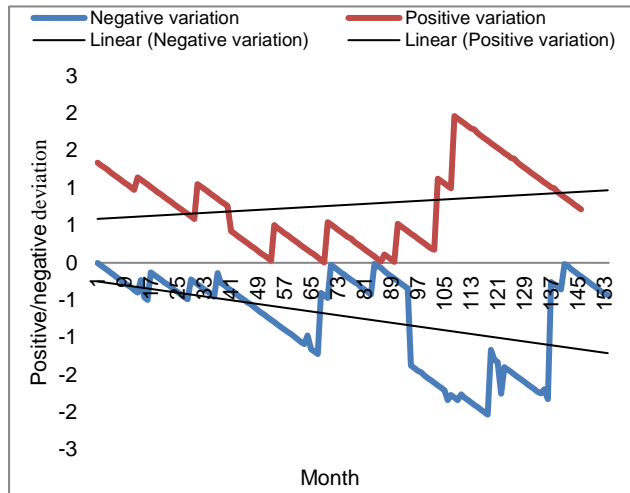 Negative variation Positive variation
Linear (Negative variation) Linear (Positive variation)
Positive/negative deviation
3
2
2
1
1
0
-1
-1
-2
-2
-3
1 9 17 25 33 41 49 57 65 73 81 89 97 105 113 121 129 137 145 153
Month